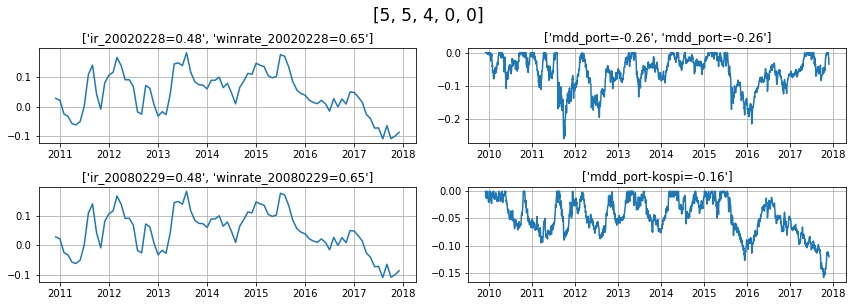 [5, 5, 4, 0, 0]
['ir_20020228=0.48', 'winrate_20020228=0.65']
0.1
0.0
−0.1
2011 2012 2013 2014 2015 2016 2017 2018
['mdd_port=-0.26', 'mdd_port=-0.26']
0.0
−0.1
−0.2
2010 2011 2012 2013 2014 2015 2016 2017 2018
['ir_20080229=0.48', 'winrate_20080229=0.65']
0.1
0.0
−0.1
2011 2012 2013 2014 2015 2016 2017 2018
['mdd_port-kospi=-0.16']
0.00
−0.05
−0.10
−0.15
2010 2011 2012 2013 2014 2015 2016 2017 2018